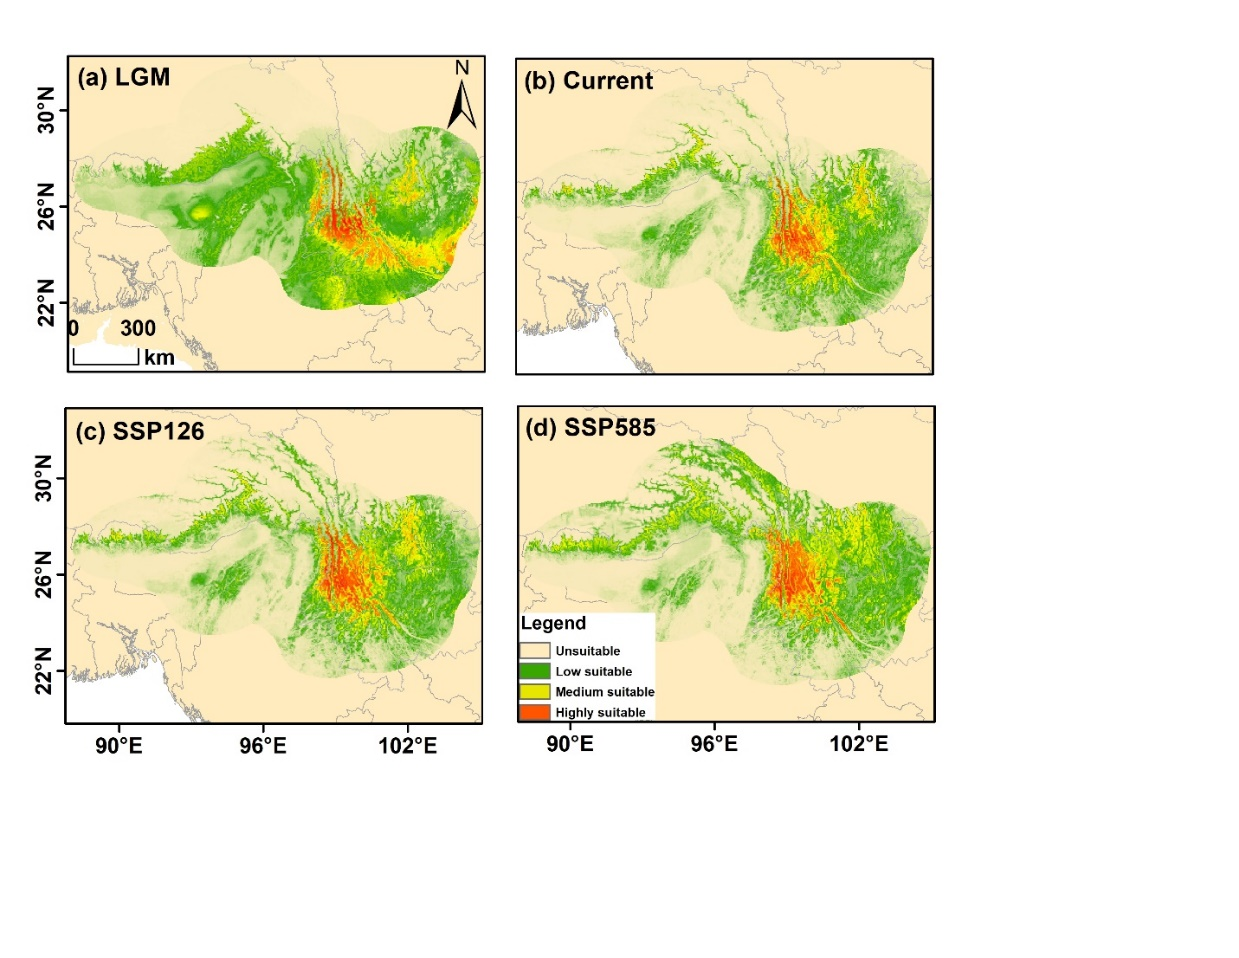 (a) LGM
N
(b) Current
30°N
26°N
22°N
0 300
km
(c) SSP126
(d) SSP585
30°N
26°N
22°N
Legend
Unsuitable
Low suitable
Medium suitable
Highly suitable
90°E 96°E 102°E
90°E 96°E 102°E